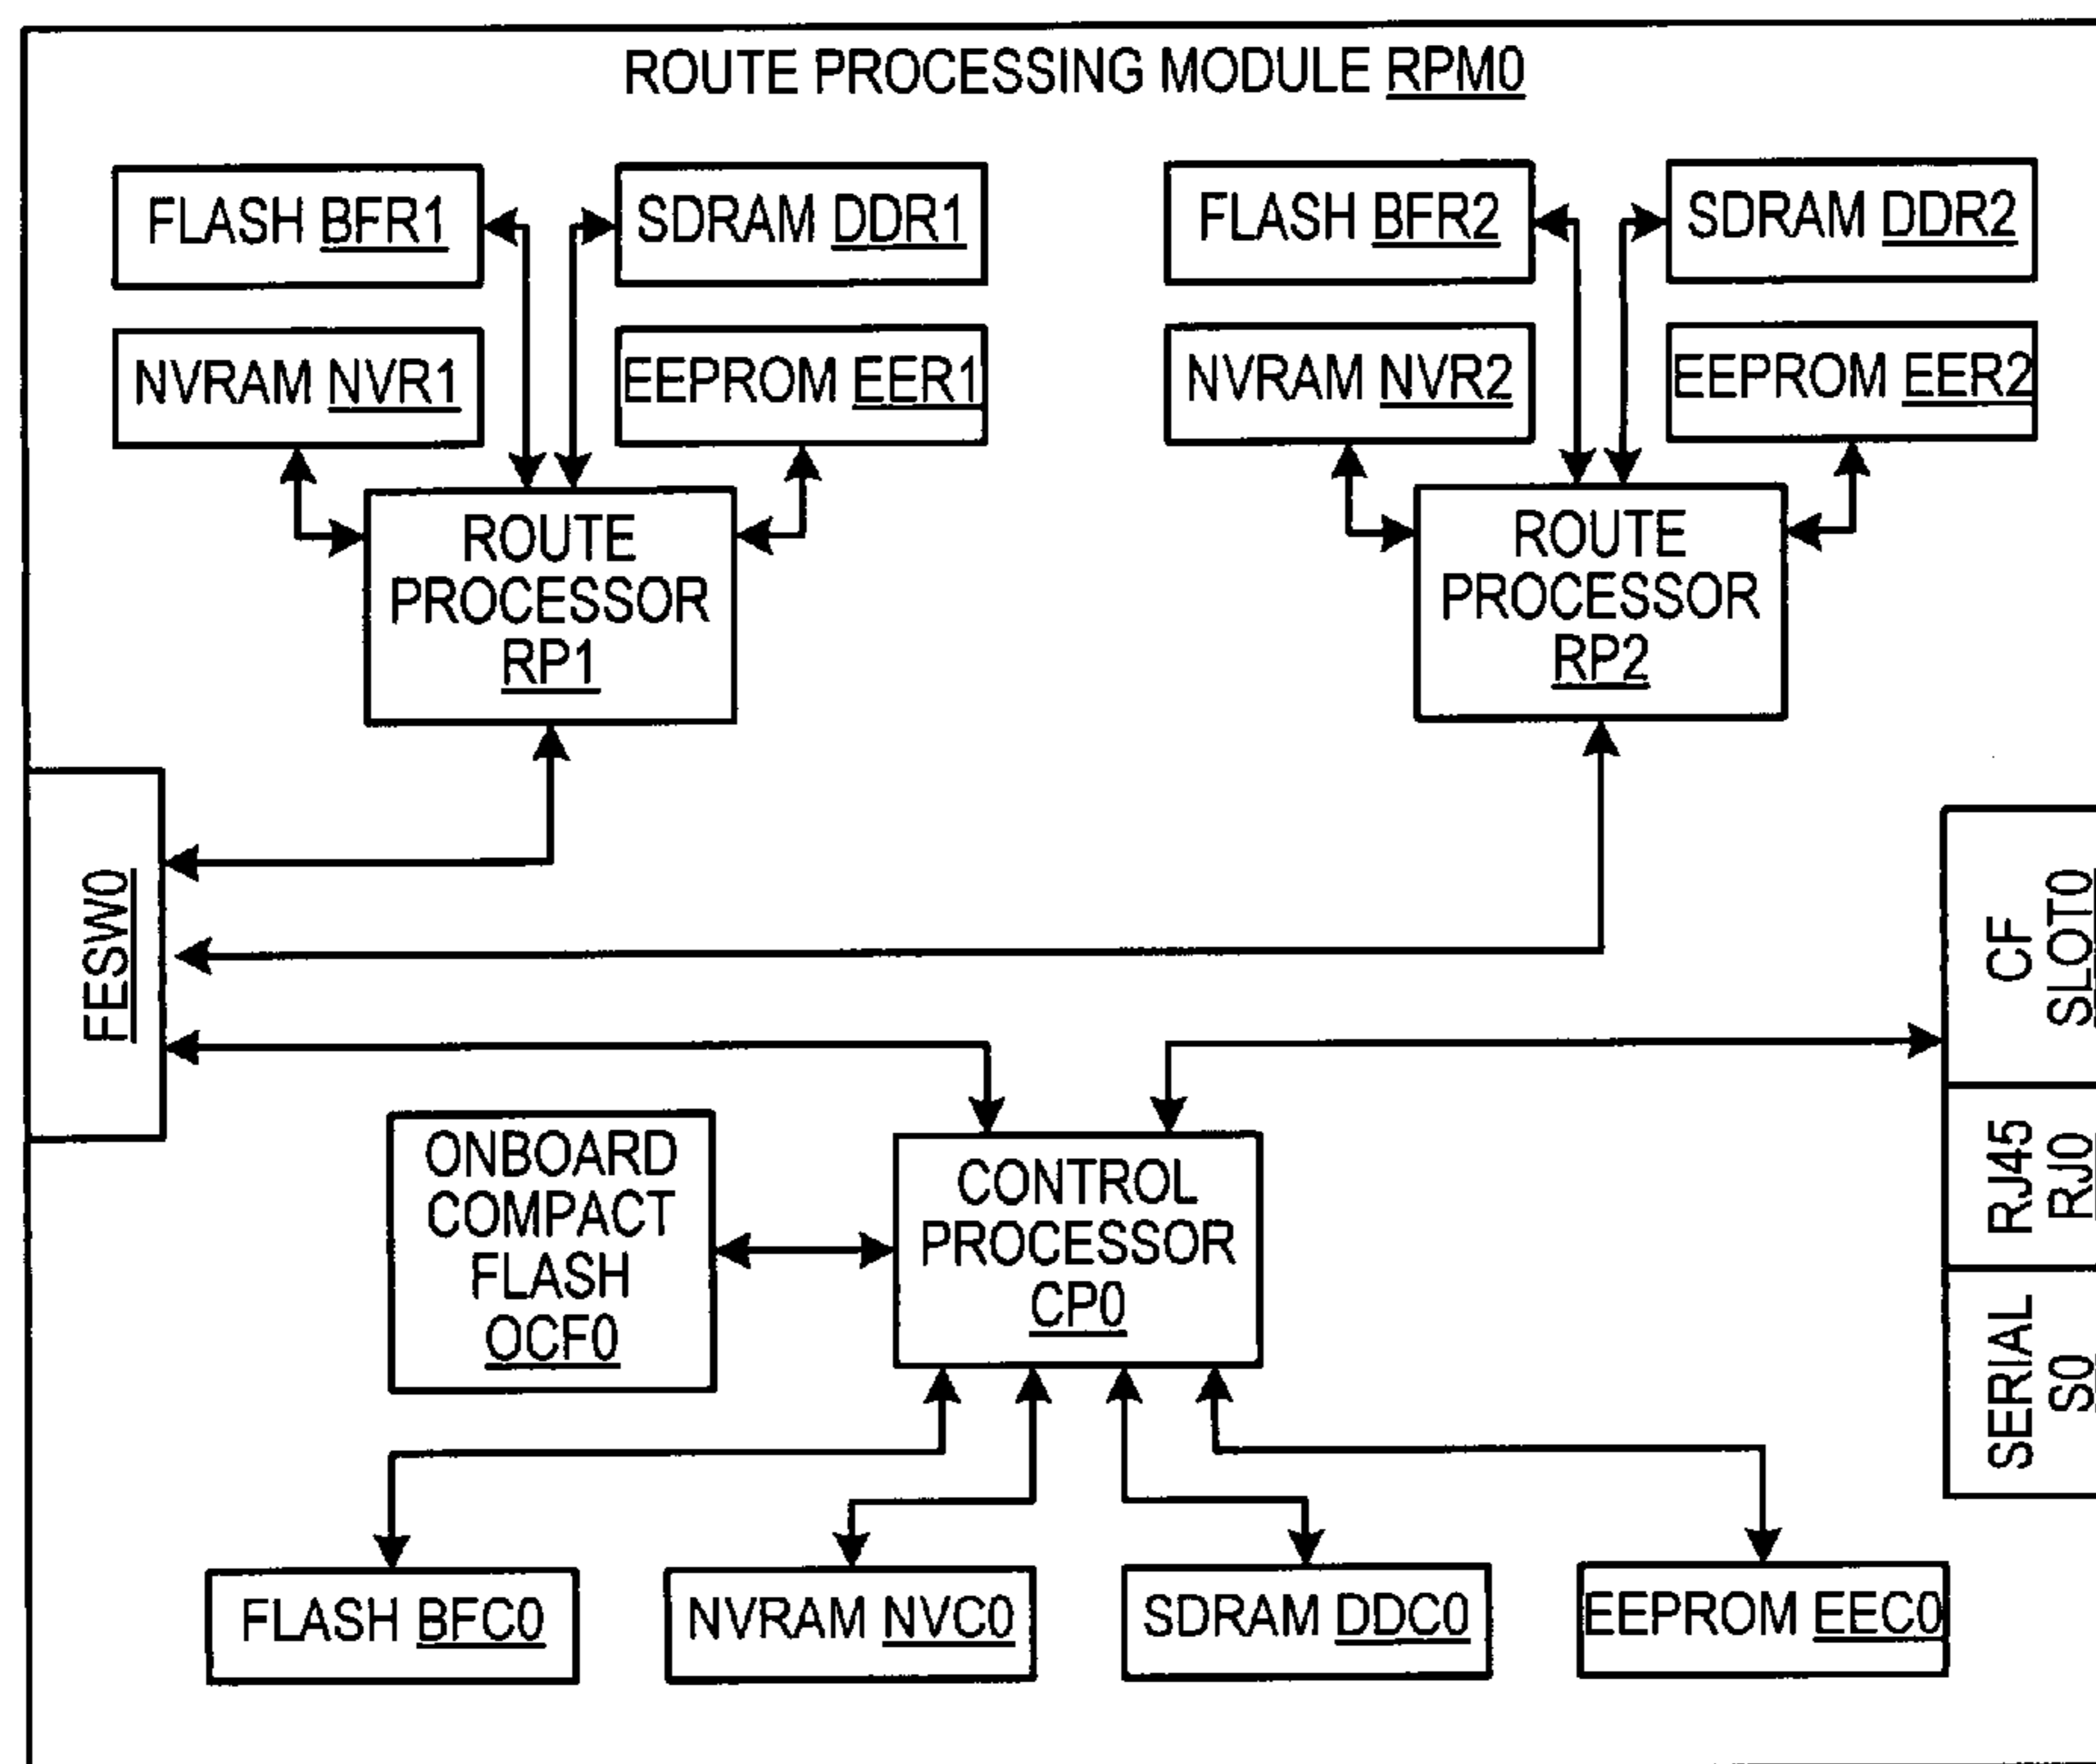 ROUTE PROCESSING MODULE RPM0
FLASH BFR1
SDRAM DDR1
FLASH BFR2
SDRAM DDR2
NVRAM NVR1
EEPROM EER1
NVRAM NVR2
EEPROM EER2
ROUTE
PROCESSOR
RP1
ROUTE
PROCESSOR
RP2
FESW0
CF
SLOT0
RJ45
RJ0
SERIAL
S0
ONBOARD
COMPACT
FLASH
OCF0
CONTROL
PROCESSOR
CP0
FLASH BFC0
NVRAM NVC0
SDRAM DDC0
EEPROM EEC0